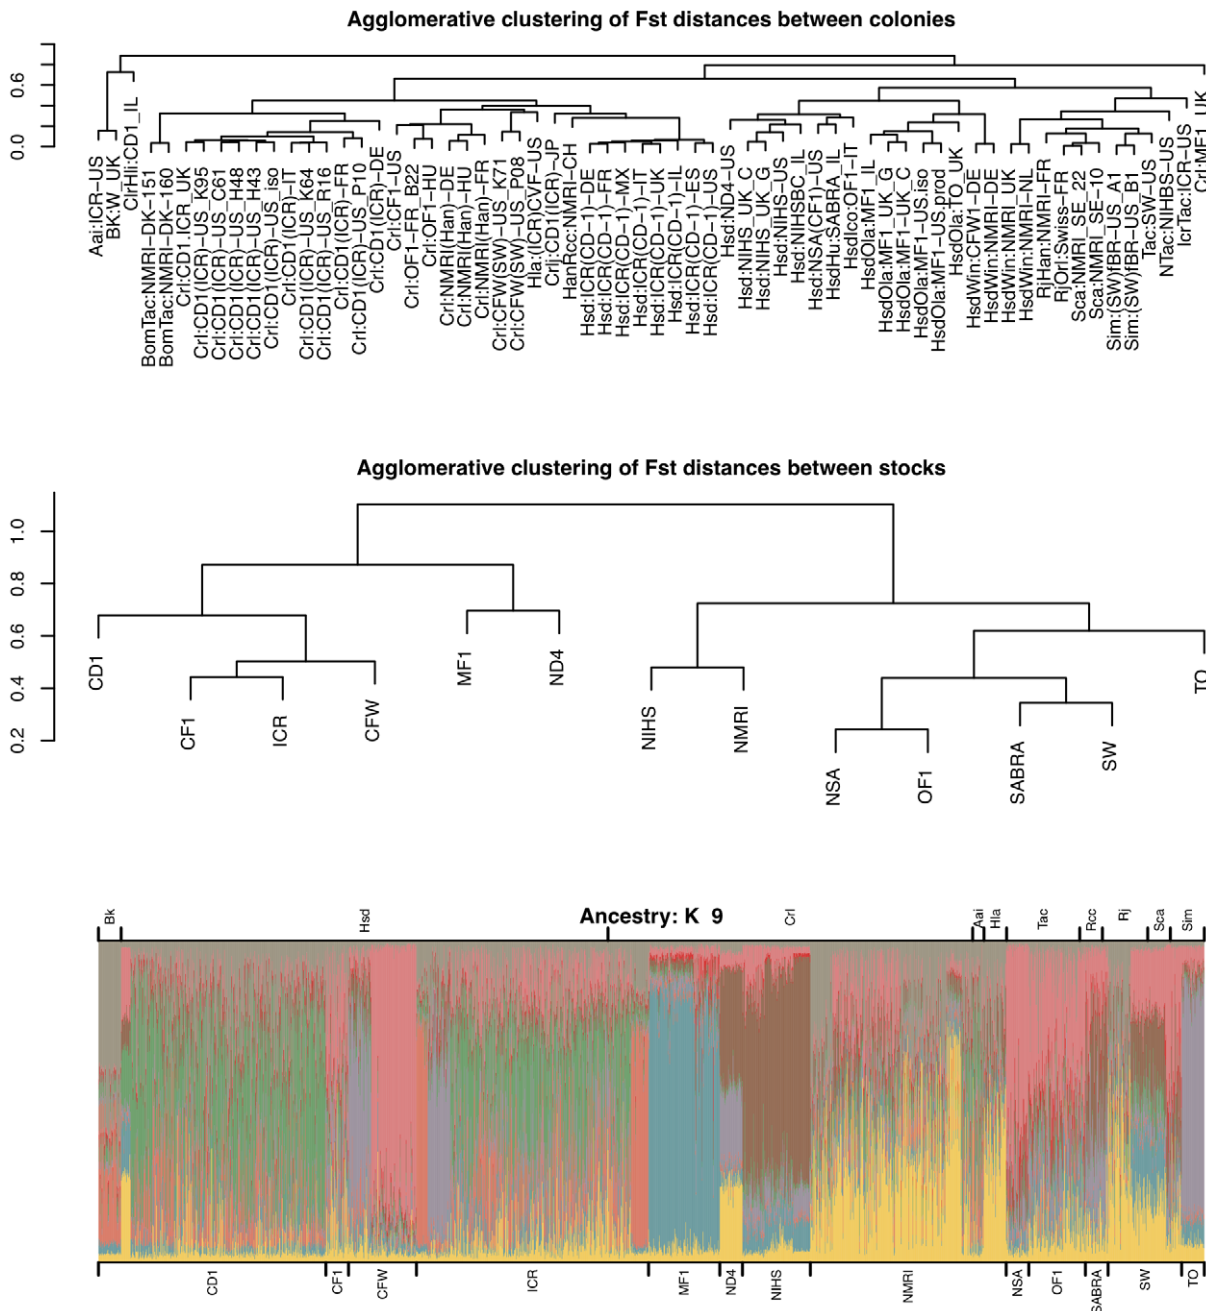 Agglomerative clustering of Fst distances between colonies
0.6
0.0
Aai:ICR−US
BK:W_UK
ClrHli:CD1_IL
BomTac:NMRI−DK−151
BomTac:NMRI−DK−160
Crl:CD1.ICR_UK
Crl:CD1(ICR)−US_K95
Crl:CD1(ICR)−US_C61
Crl:CD1(ICR)−US_H48
Crl:CD1(ICR)−US_H43
Crl:CD1(ICR)−US_iso
Crl:CD1(ICR)−IT
Crl:CD1(ICR)−US_K64
Crl:CD1(ICR)−US_R16
Crl:CD1(ICR)−FR
Crl:CD1(ICR)−US_P10
Crl:CD1(ICR)−DE
Crl:CF1−US
Crl:OF1−FR_B22
Crl:OF1−HU
Crl:NMRI(Han)−DE
Crl:NMRI(Han)−HU
Crl:NMRI(Han)−FR
Crl:CFW(SW)−US_K71
Crl:CFW(SW)−US_P08
Hla:(ICR)CVF−US
Crlj:CD1(ICR)−JP
HanRcc:NMRI−CH
Hsd:ICR(CD−1)−DE
Hsd:ICR(CD−1)−FR
Hsd:ICR(CD−1)−MX
Hsd:ICR(CD−1)−IT
Hsd:ICR(CD−1)−UK
Hsd:ICR(CD−1)−IL
Hsd:ICR(CD−1)−ES
Hsd:ICR(CD−1)−US
Hsd:ND4−US
Hsd:NIHS_UK_C
Hsd:NIHS_UK_G
Hsd:NIHS−US
Hsd:NIHSBC_IL
Hsd:NSA(CF1)−US
HsdHu:SABRA_IL
HsdIco:OF1−IT
HsdOla:MF1_IL
HsdOla:MF1_UK_G
HsdOla:MF1−UK_C
HsdOla:MF1−US.iso
HsdOla:MF1−US.prod
HsdOla:TO_UK
HsdWin:CFW1−DE
HsdWin:NMRI−DE
HsdWin:NMRI_UK
HsdWin:NMRI−NL
RjHan:NMRI−FR
RjOrl:Swiss−FR
Sca:NMRI_SE_22
Sca:NMRI_SE−10
Sim:(SW)fBR−US_A1
Sim:(SW)fBR−US_B1
Tac:SW−US
NTac:NIHBS−US
IcrTac:ICR−US
Crl:MF1_UK
Agglomerative clustering of Fst distances between stocks
1.0
0.8
0.6
0.4
0.2
CD1
CF1
ICR
CFW
MF1
ND4
NIHS
NMRI
NSA
OF1
SABRA
SW
TO
Ancestry: K 9
Bk
Hsd
Crl
Aai
Hla
Tac
Rcc
Rj
Sca
Sim
CD1
CF1
CFW
ICR
MF1
ND4
NIHS
NMRI
NSA
OF1
SABRA
SW
TO